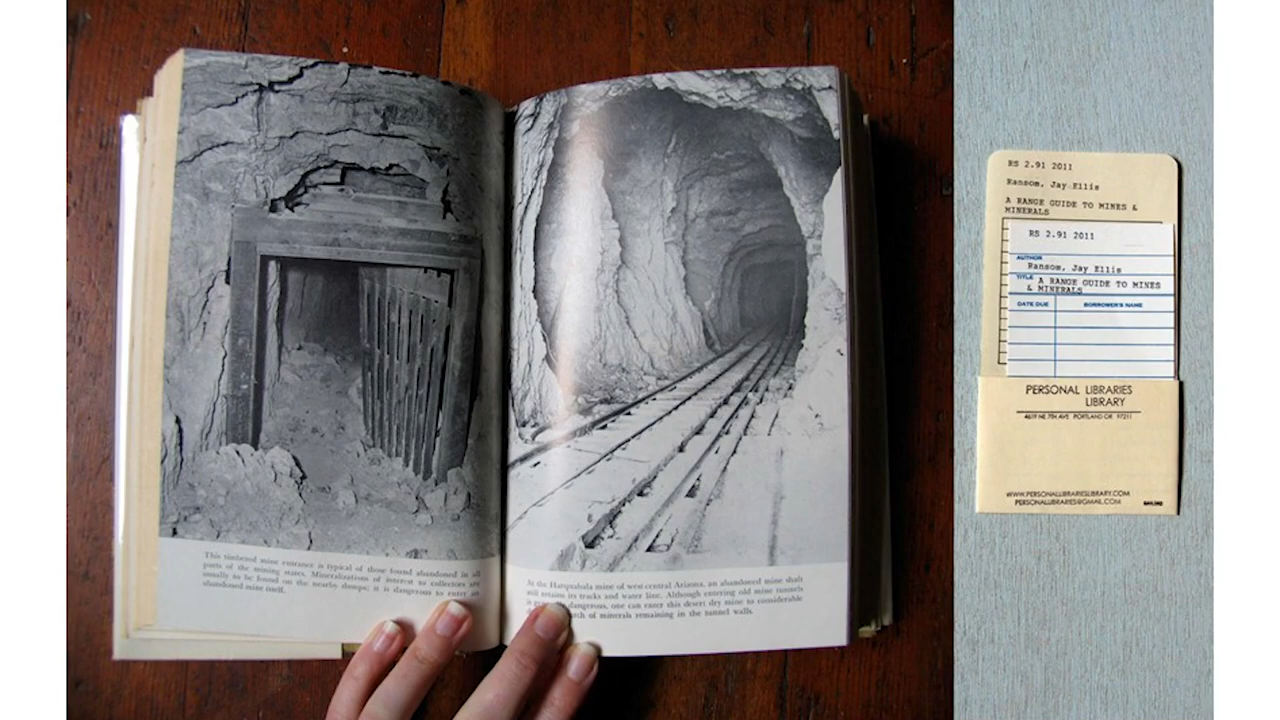 This timbered mine entrance is typical of those found abandoned in all
parts of the mining states. Mineralizations of interest to collectors are
usually to be found on the nearby dumps; it is dangerous to enter an
abandoned mine itself.
At the Harquahala mine of west-central Arizona, an abandoned mine shaft
still retains its tracks and water line. Although entering old mine tunnels
is dangerous, one can enter this desert dry mine to considerable
of minerals remaining in the tunnel walls.
RS 2.91 2011
Ransom, Jay Ellis
A RANGE GUIDE TO MINES &
MINERALS
RS 2.91 2011
AUTHOR
Ransom, Jay Ellis
TITLE A RANGE GUIDE TO MINES
& MINERALS
DATE DUE BORROWER'S NAME
PERSONAL LIBRARIES
LIBRARY
4619 NE 7TH AVE PORTLAND OR 97211
WWW.PERSONALLIBRARIESLIBRARY.COM
PERSONALLIBRARIES@GMAIL.COM